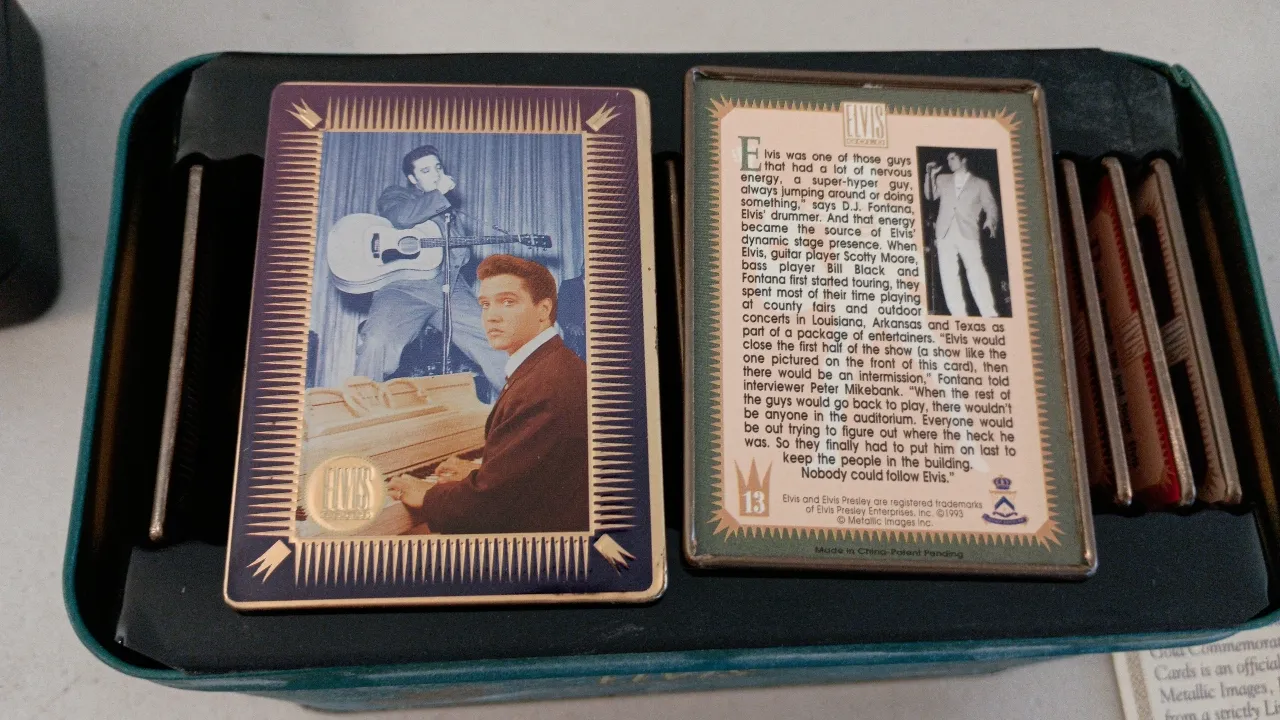 ELVIS
ELVIS
Elvis was one of those guys
that had a lot of nervous
energy, a super-hyper guy,
always jumping around or doing
something," says D.J. Fontana,
Elvis' drummer. And that energy
became the source of Elvis'
dynamic stage presence. When
Elvis, guitar player Scotty Moore,
bass player Bill Black and
Fontana first started touring, they
spent most of their time playing
at county fairs and outdoor
concerts in Louisiana, Arkansas and Texas as
part of a package of entertainers. "Elvis would
close the first half of the show (a show like the
one pictured on the front of this card), then
there would be an intermission," Fontana told
interviewer Peter Mikebank. "When the rest of
the guys would go back to play, there wouldn't
be anyone in the auditorium. Everyone would
be out trying to figure out where the heck he
was. So they finally had to put him on last to
keep the people in the building.
Nobody could follow Elvis."
13
Elvis and Elvis Presley are registered trademarks
of Elvis Presley Enterprises, Inc. ©1993
© Metallic Images Inc.
Made in China-Patent Pending
Gold Commemorat
Cards is an official
Metallic Images, I
from a strictly Li